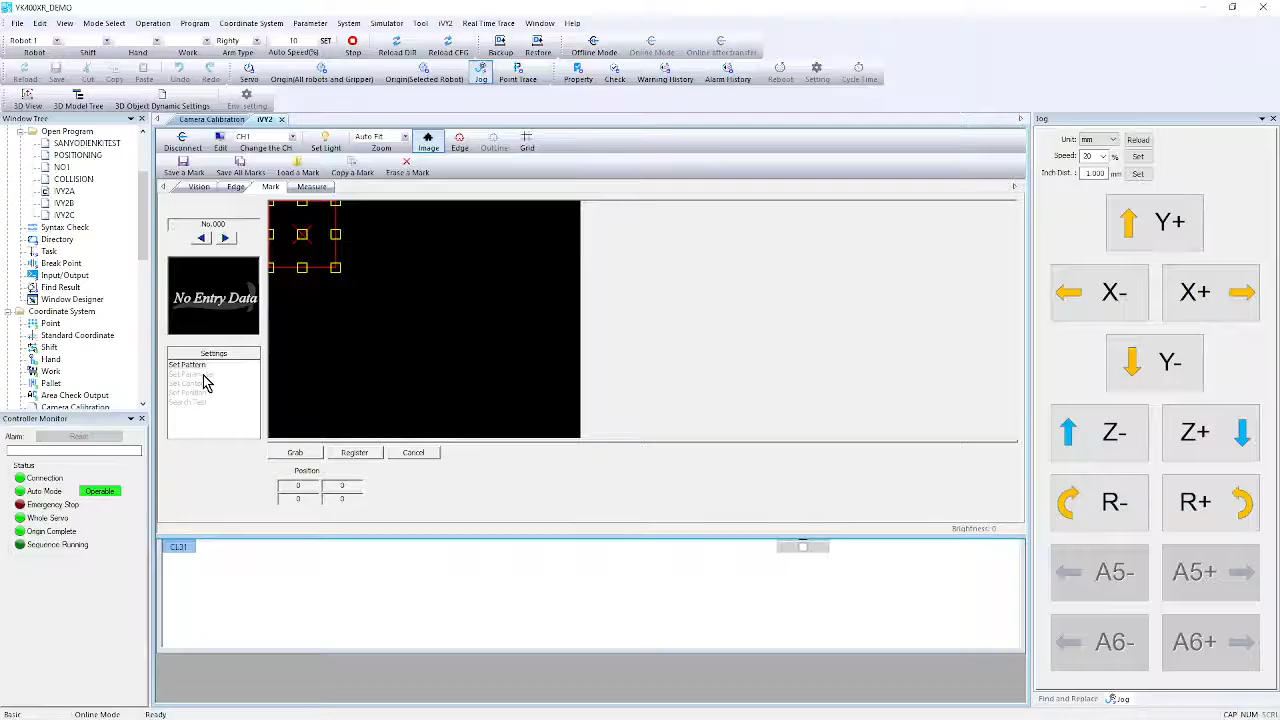 YK400XR_DEMO
File Edit View Mode Select Operation Program Coordinate System Parameter System Simulator Tool iVY2 Real Time Trace Window Help
Robot 1 Righty 10 SET
Robot Shift Hand Work Arm Type Auto Speed(%) Stop Reload DIR Reload CFG Backup Restore Offline Mode Online Mode Online after transfer
Reload Save Cut Copy Paste Undo Redo Servo Origin(All robots and Gripper) Origin(Selected Robot) Jog Point Trace Property Check Warning History Alarm History Reboot Setting Cycle Time
3D View 3D Model Tree 3D Object Dynamic Settings Env. setting
Window Tree
Open Program
SANYODENKITEST
POSITIONING
NO1
COLLISION
IVY2A
IVY2B
IVY2C
Syntax Check
Directory
Task
Break Point
Input/Output
Find Result
Window Designer
Coordinate System
Point
Standard Coordinate
Shift
Hand
Work
Pallet
Area Check Output
Camera Calibration
Controller Monitor
Alarm: Reset
Status
Connection
Auto Mode Operable
Emergency Stop
Whole Servo
Origin Complete
Sequence Running
Camera Calibration iVY2
CH1 Auto Fit
Disconnect Edit Change the CH Set Light Zoom Image Edge OutLine Grid
Save a Mark Save All Marks Load a Mark Copy a Mark Erase a Mark
Vision Edge Mark Measure
No.000
No Entry Data
Settings
Set Pattern
Set Position
Search Test
Grab Register Cancel
Position
0 0
0 0
Brightness: 0
CL31
Jog
Unit: mm Reload
Speed: 20 % Set
Inch Dist. : 1.000 mm Set
Y+
X- X+
Y-
Z- Z+
R- R+
A5- A5+
A6- A6+
Find and Replace Jog
Basic Online Mode Ready CAP NUM SCRL